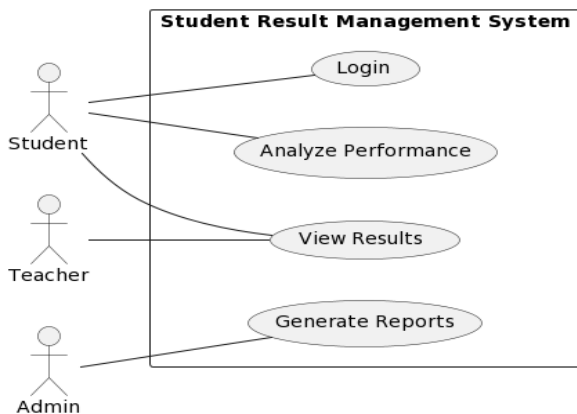 Student Result Management System
Login
Student
Analyze Performance
View Results
Teacher
Generate Reports
Admin